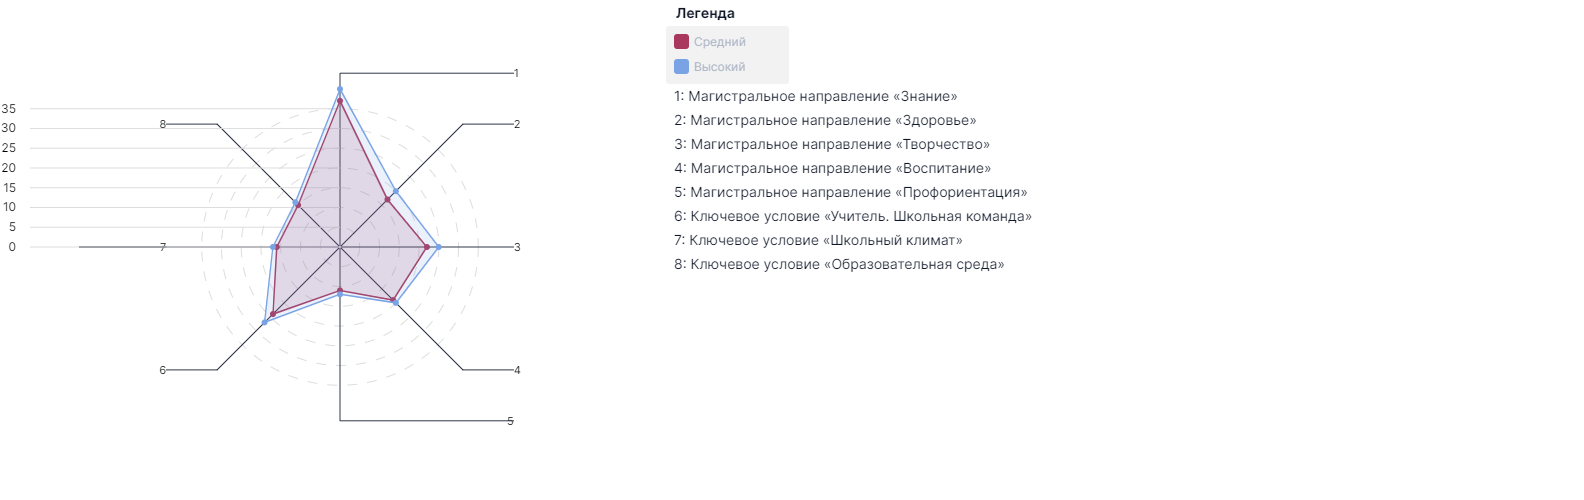 Легенда
Средний
Высокий
1: Магистральное направление «Знание»
2: Магистральное направление «Здоровье»
3: Магистральное направление «Творчество»
4: Магистральное направление «Воспитание»
5: Магистральное направление «Профориентация»
6: Ключевое условие «Учитель. Школьная команда»
7: Ключевое условие «Школьный климат»
8: Ключевое условие «Образовательная среда»
1
2
3
4
5
6
7
8
35
30
25
20
15
10
5
0